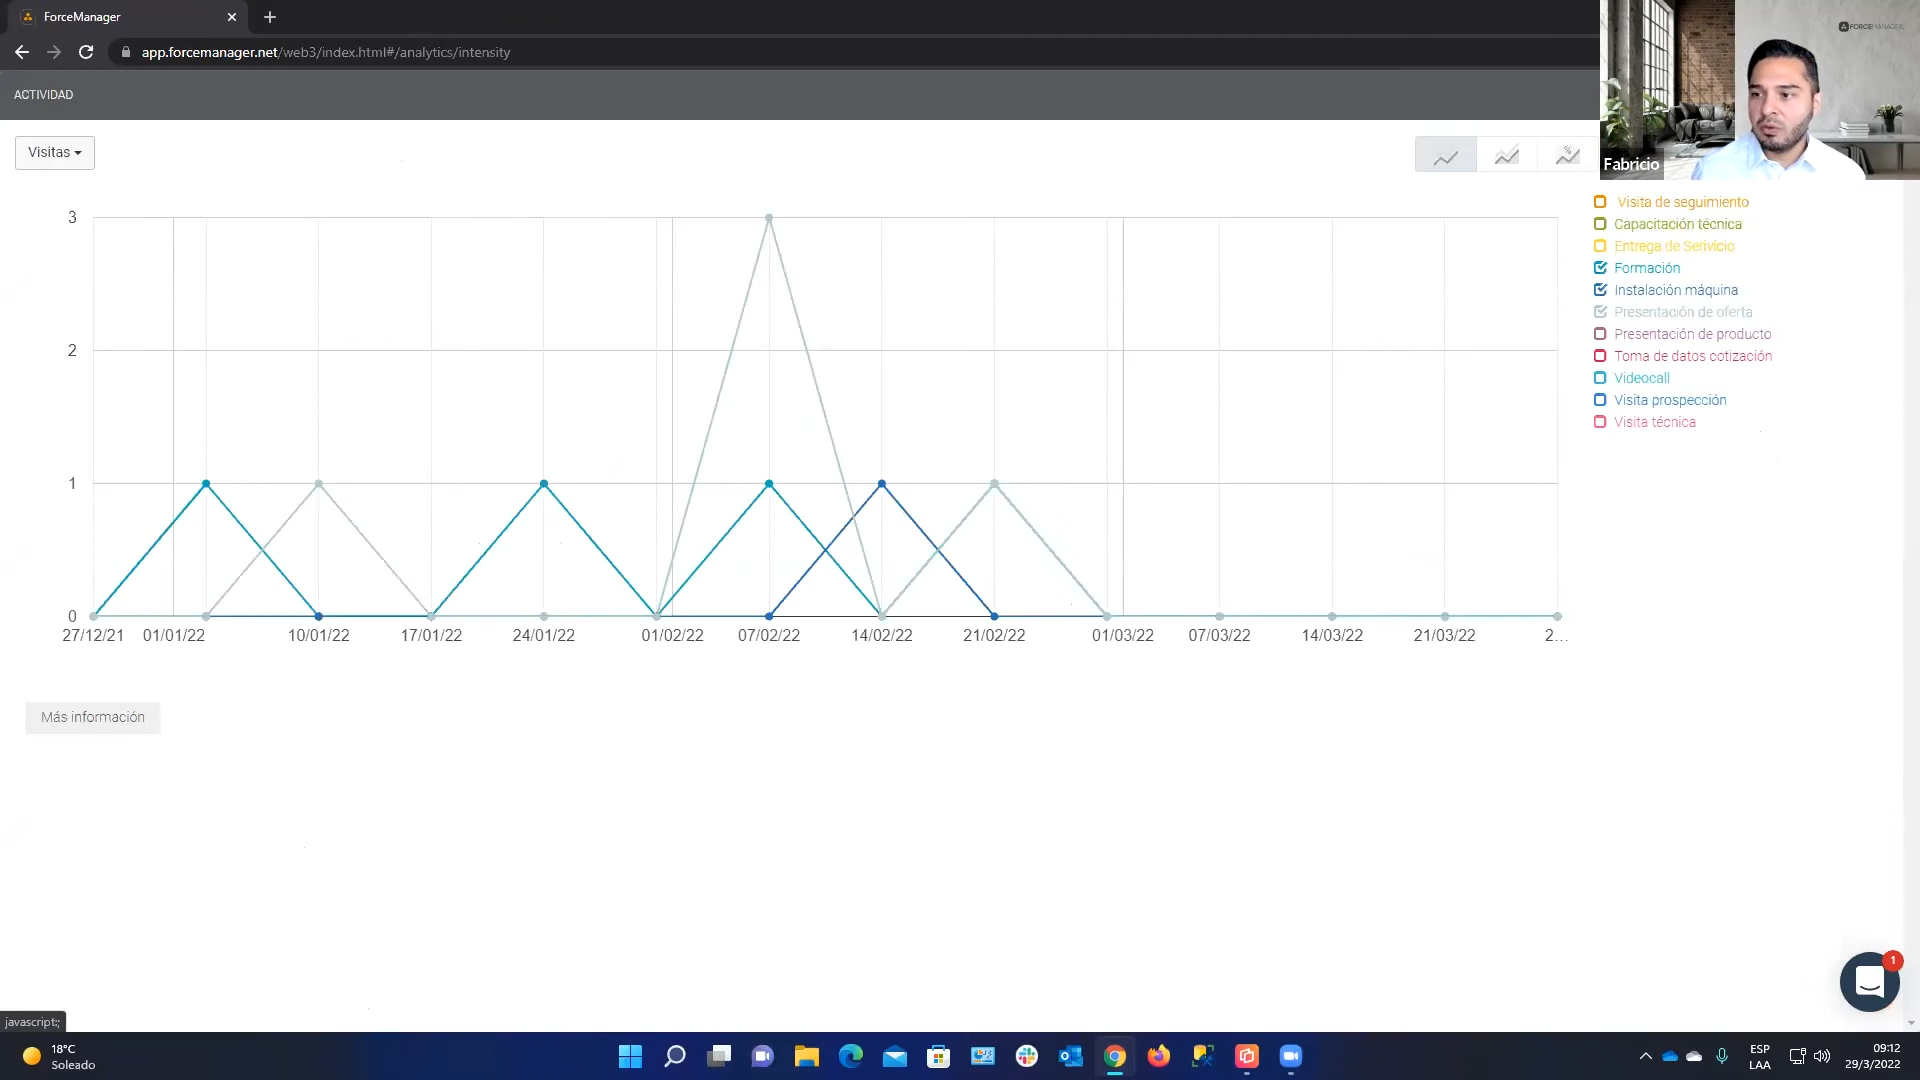 ForceManager
app.forcemanager.net/web3/index.html#/analytics/intensity
FORCEMANAGER
ACTIVIDAD
Visitas
%
Fabricio
Visita de seguimiento
Capacitación técnica
Entrega de Serivicio
Formación
Instalación máquina
Presentación de oferta
Presentación de producto
Toma de datos cotización
Videocall
Visita prospección
Visita técnica
3
2
1
0
27/12/21 01/01/22 10/01/22 17/01/22 24/01/22 01/02/22 07/02/22 14/02/22 21/02/22 01/03/22 07/03/22 14/03/22 21/03/22 2...
Más información
1
javascript:;
18°C
Soleado
ESP
LAA
09:12
29/3/2022